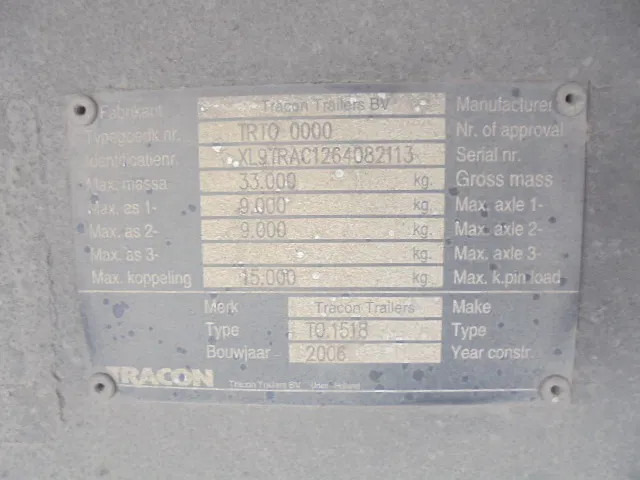 Fabrikant Tracon Trailers BV Manufacturer
Typegoedk nr. TRTO 0000 Nr. of approval
Identificatienr. XL9TRAC1264082113 Serial nr.
Max. massa 33.000 kg. Gross mass
Max. as 1- 9.000 kg. Max. axle 1-
Max. as 2- 9.000 kg. Max. axle 2-
Max. as 3- kg. Max. axle 3-
Max. koppeling 15.000 kg. Max. k.pin load
Merk Tracon Trailers Make
Type TO.1518 Type
Bouwjaar 2006 Year constr.
TRACON Tracon Trailers BV. Holland